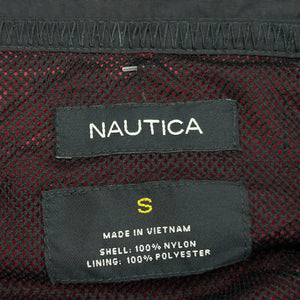 NAUTICA
S
MADE IN VIETNAM
SHELL: 100% NYLON
LINING: 100% POLYESTER